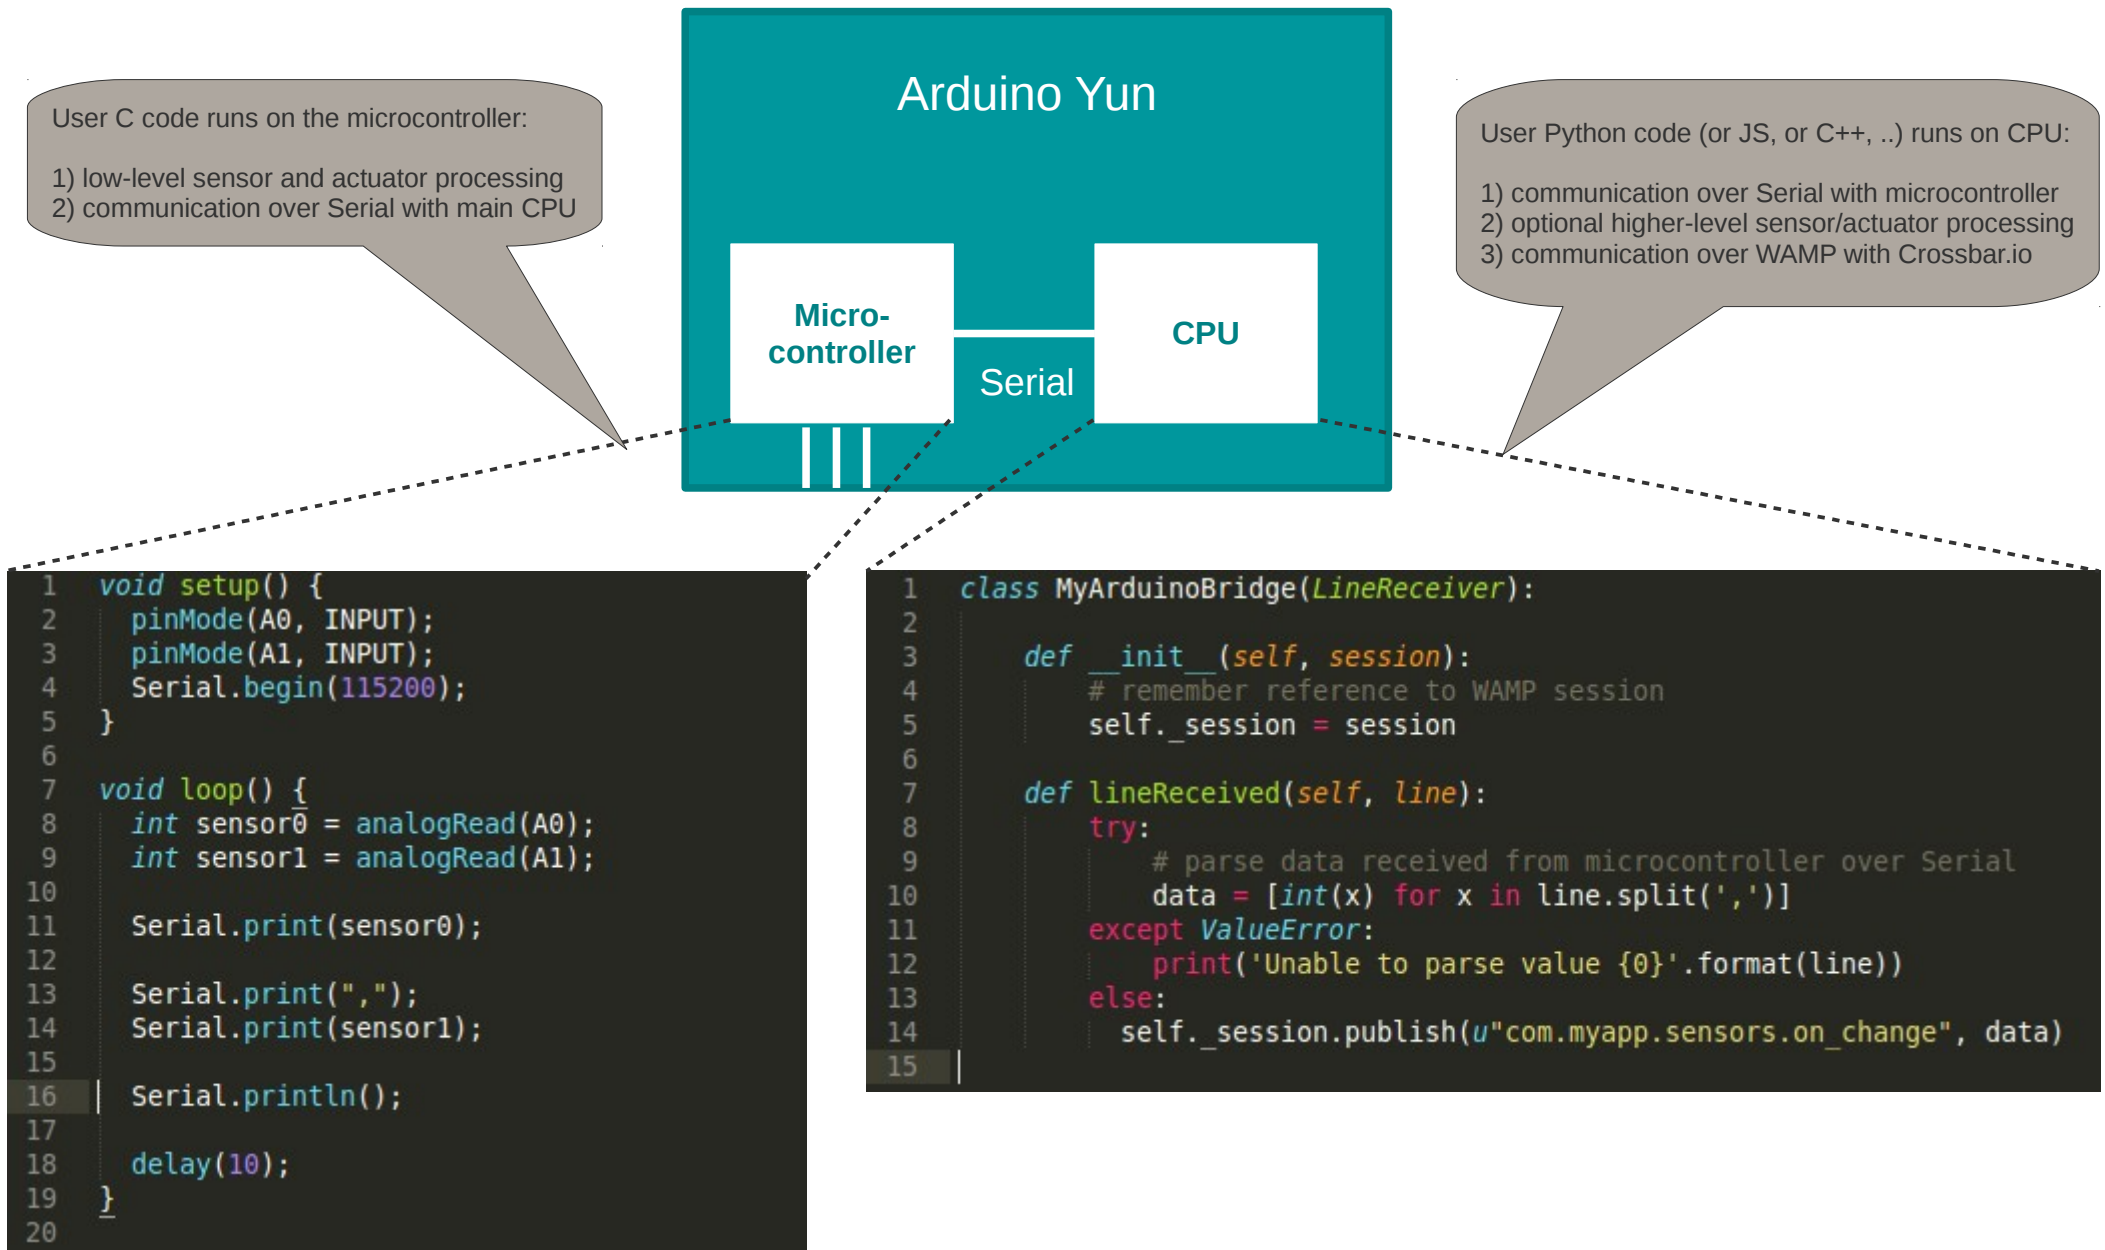 Arduino Yun
User C code runs on the microcontroller:
1) low-level sensor and actuator processing
2) communication over Serial with main CPU
User Python code (or JS, or C++, ..) runs on CPU:
1) communication over Serial with microcontroller
2) optional higher-level sensor/actuator processing
3) communication over WAMP with Crossbar.io
Micro-
controller
Serial
CPU
1 void setup() {
2   pinMode(A0, INPUT);
3   pinMode(A1, INPUT);
4   Serial.begin(115200);
5 }
6
7 void loop() {
8   int sensor0 = analogRead(A0);
9   int sensor1 = analogRead(A1);
10
11   Serial.print(sensor0);
12
13   Serial.print(",");
14   Serial.print(sensor1);
15
16   Serial.println();
17
18   delay(10);
19 }
20
1 class MyArduinoBridge(LineReceiver):
2
3     def __init__(self, session):
4         # remember reference to WAMP session
5         self._session = session
6
7     def lineReceived(self, line):
8         try:
9             # parse data received from microcontroller over Serial
10             data = [int(x) for x in line.split(',')]
11         except ValueError:
12             print('Unable to parse value {0}'.format(line))
13         else:
14           self._session.publish(u"com.myapp.sensors.on_change", data)
15